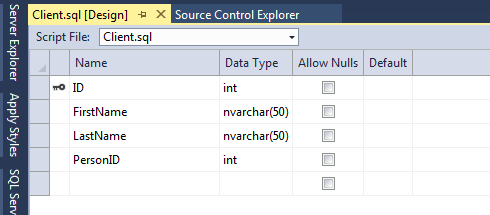 Client.sql [Design]
Source Control Explorer
Server Explorer
Apply Styles
SQL Serv
Script File: Client.sql
Name Data Type Allow Nulls Default
ID int
FirstName nvarchar(50)
LastName nvarchar(50)
PersonID int